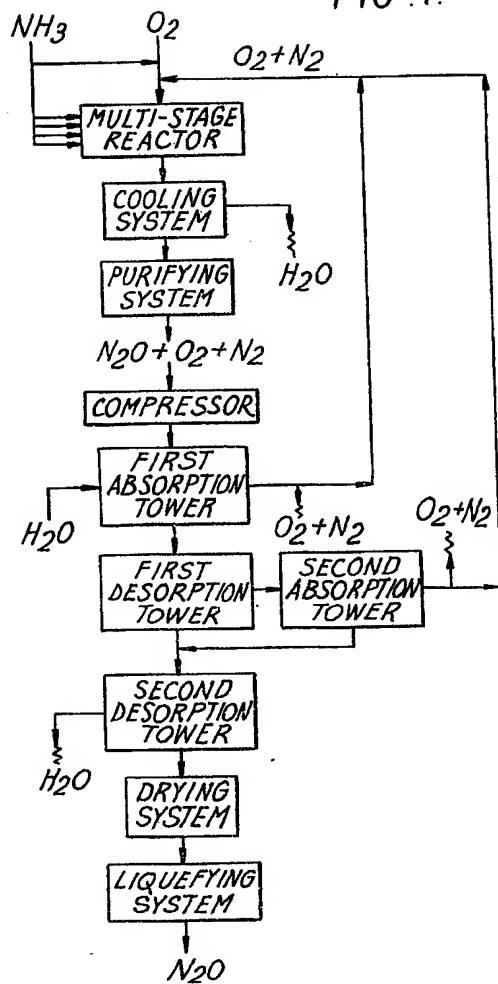 FIG. 1.
NH3 O2
O2+N2
MULTI-STAGE
REACTOR
COOLING
SYSTEM
H2O
PURIFYING
SYSTEM
N2O+O2+N2
COMPRESSOR
FIRST
ABSORPTION
TOWER
H2O
O2+N2
O2+N2
FIRST
DESORPTION
TOWER
SECOND
ABSORPTION
TOWER
SECOND
DESORPTION
TOWER
H2O
DRYING
SYSTEM
LIQUEFYING
SYSTEM
N2O